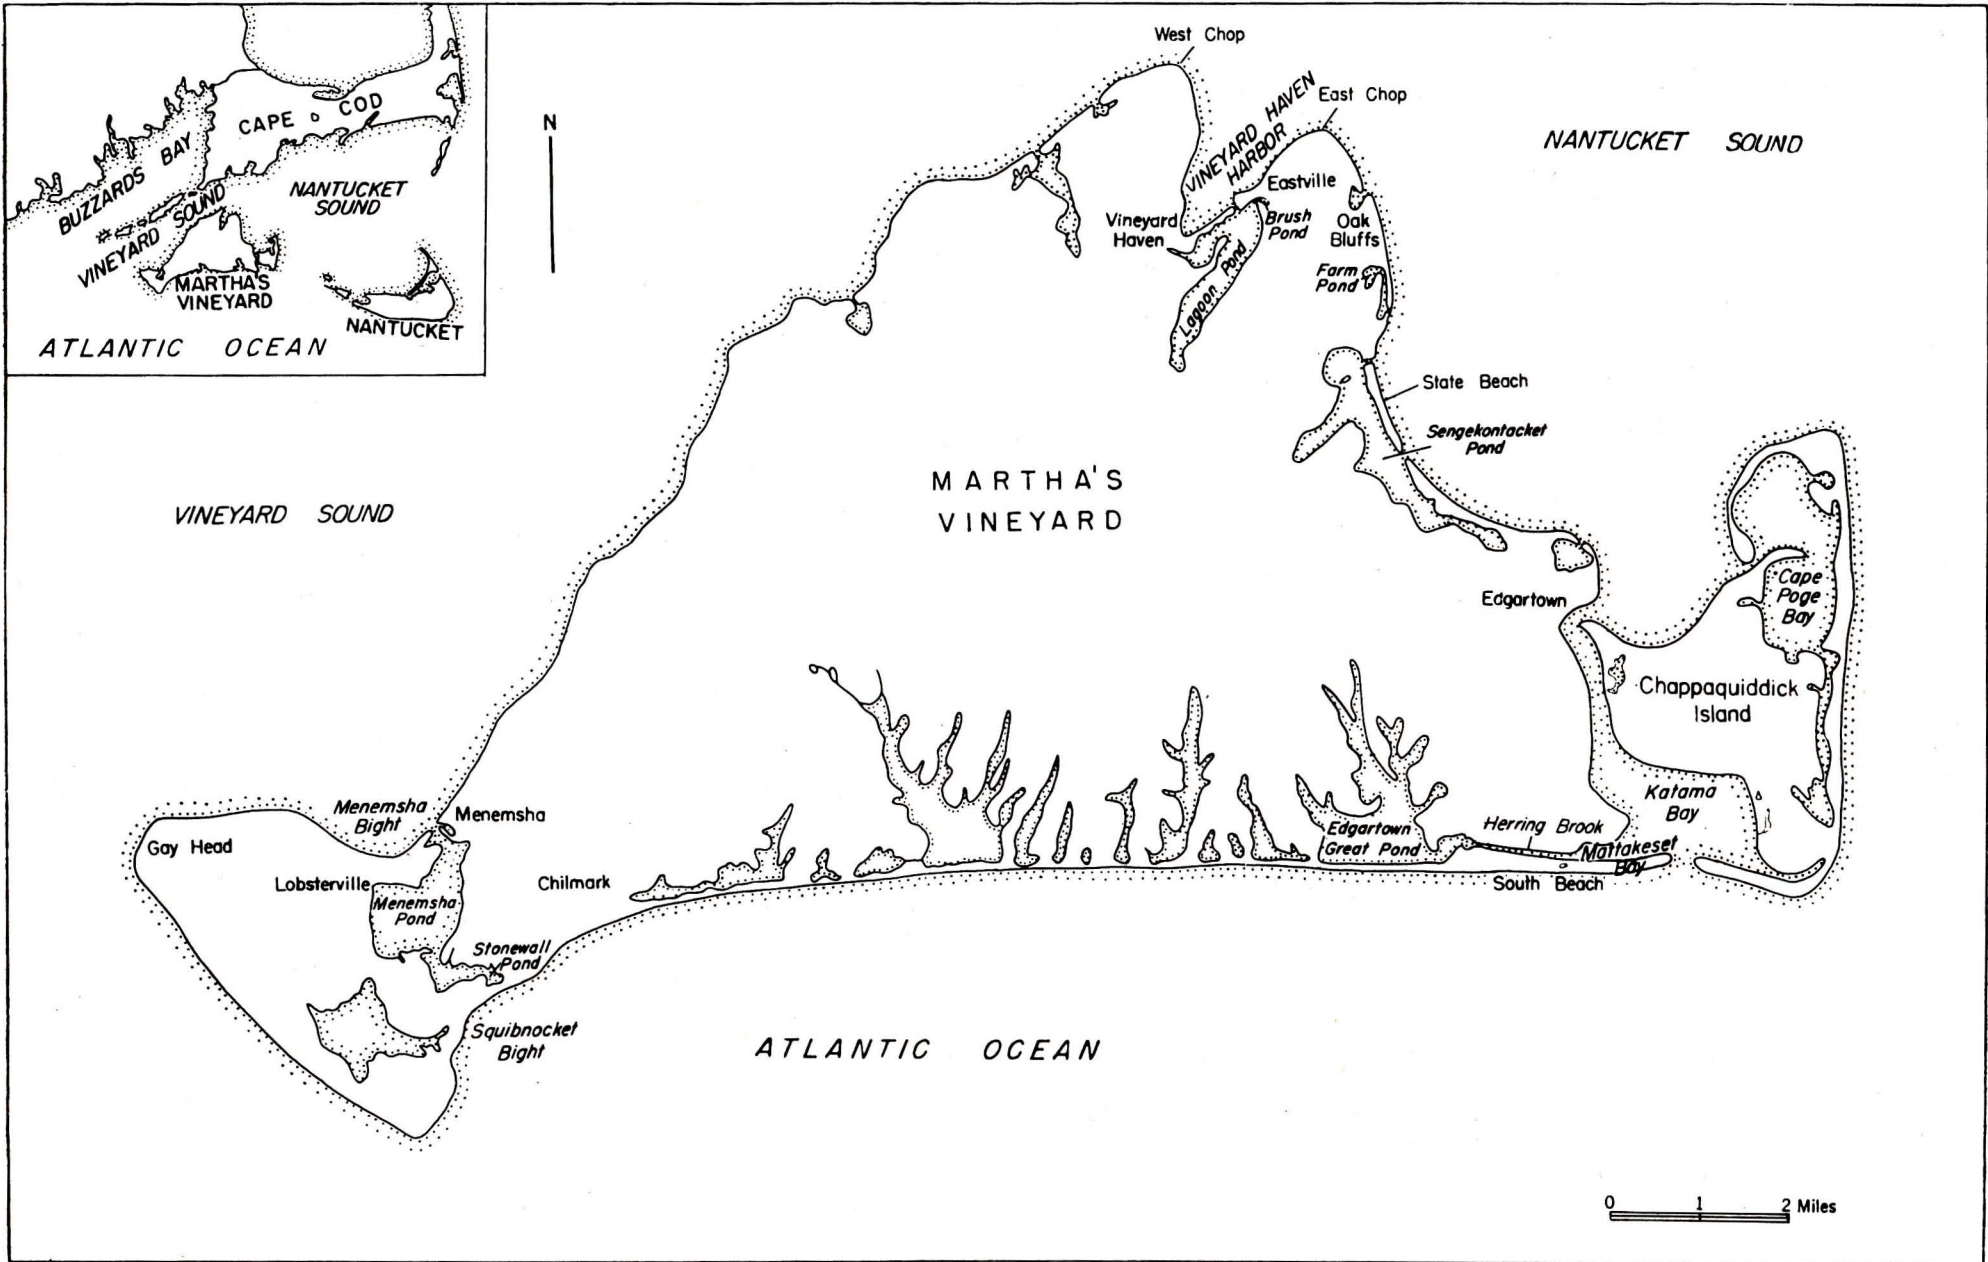 CAPE COD
BUZZARDS BAY
VINEYARD SOUND
NANTUCKET
SOUND
MARTHA'S
VINEYARD
NANTUCKET
ATLANTIC OCEAN
N
West Chop
VINEYARD HAVEN
HARBOR
East Chop
NANTUCKET SOUND
Eastville
Vineyard
Haven
Brush
Pond
Oak
Bluffs
Lagoon Pond
Farm
Pond
State Beach
Sengekontacket
Pond
MARTHA'S
VINEYARD
VINEYARD SOUND
Edgartown
Cape
Poge
Bay
Chappaquiddick
Island
Katama
Bay
Menemsha
Bight
Menemsha
Gay Head
Lobsterville
Menemsha
Pond
Chilmark
Stonewall
Pond
Squibnocket
Bight
Edgartown
Great Pond
Herring Brook
Mattakeset
Bay
South Beach
ATLANTIC OCEAN
0 1 2 Miles